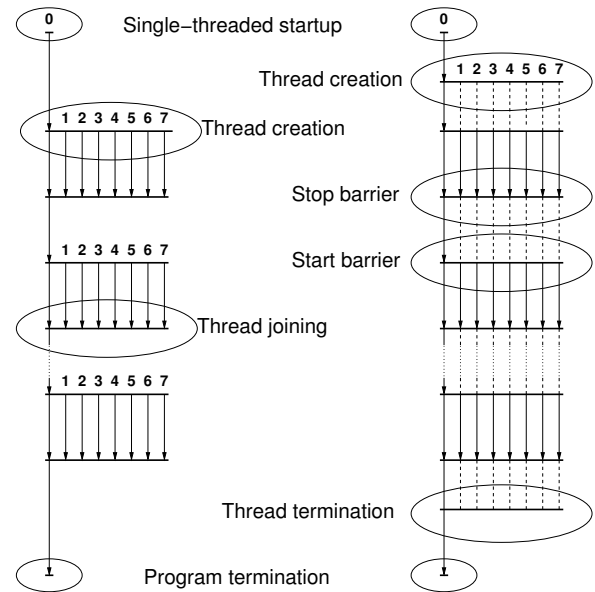 0 Single−threaded startup 0
1 2 3 4 5 6 7
Thread creation
1 2 3 4 5 6 7
Thread creation
Stop barrier
1 2 3 4 5 6 7
Start barrier
Thread joining
1 2 3 4 5 6 7
Thread termination
Program termination